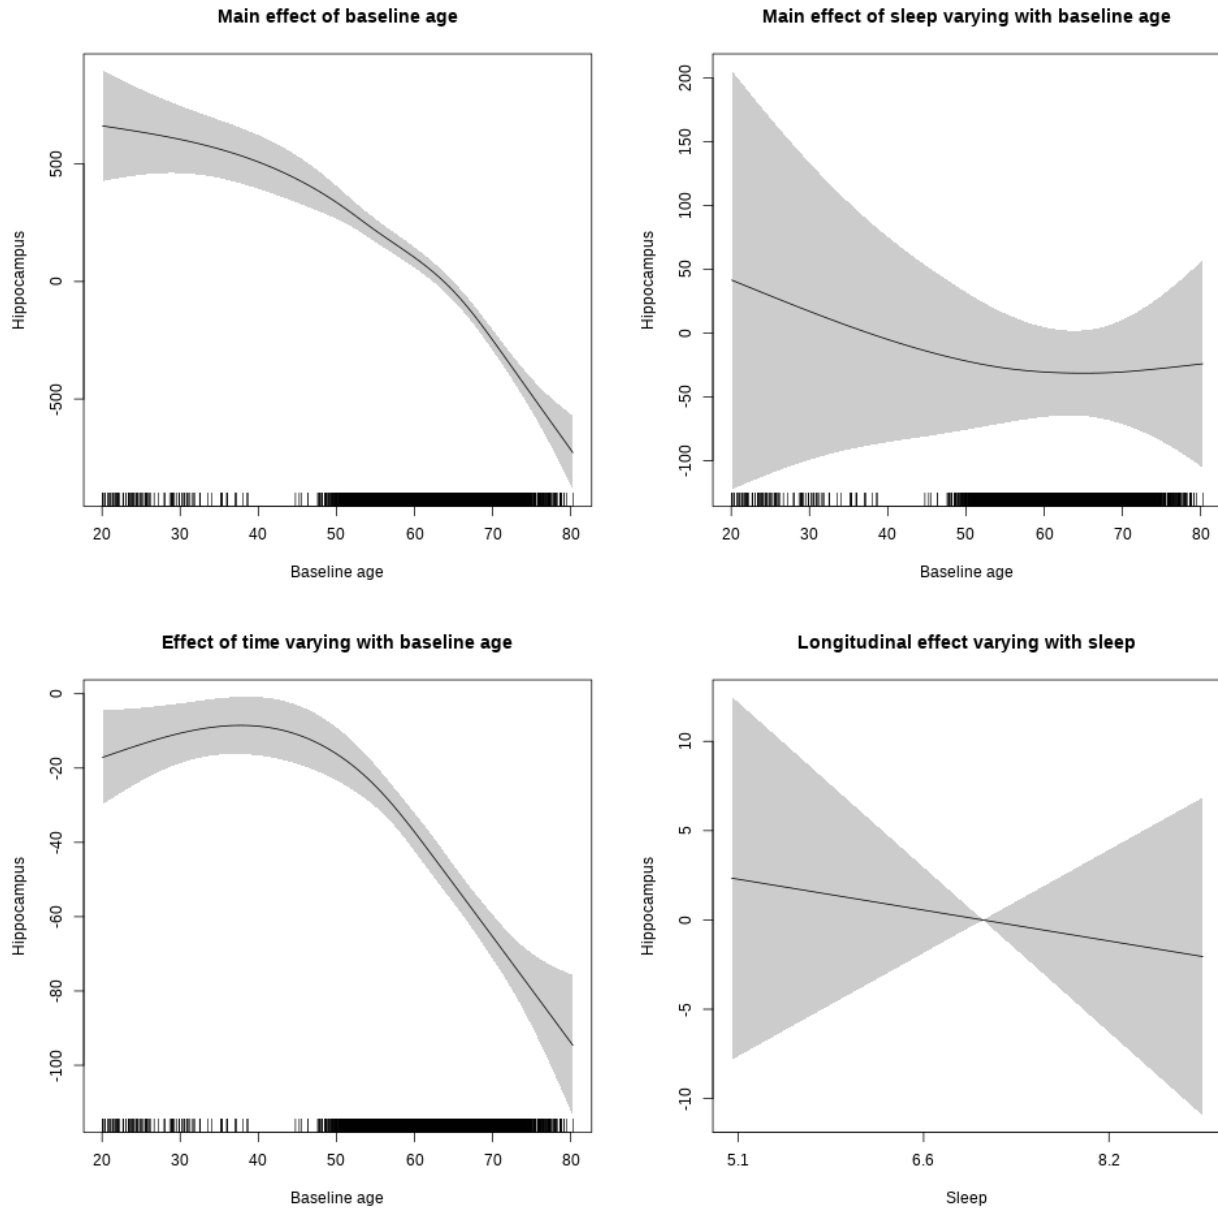 Main effect of baseline age
Hippocampus
500
0
-500
20 30 40 50 60 70 80
Baseline age
Main effect of sleep varying with baseline age
Hippocampus
200
150
100
50
0
-50
-100
20 30 40 50 60 70 80
Baseline age
Effect of time varying with baseline age
Hippocampus
0
-20
-40
-60
-80
-100
20 30 40 50 60 70 80
Baseline age
Longitudinal effect varying with sleep
Hippocampus
10
5
0
-5
-10
5.1 6.6 8.2
Sleep